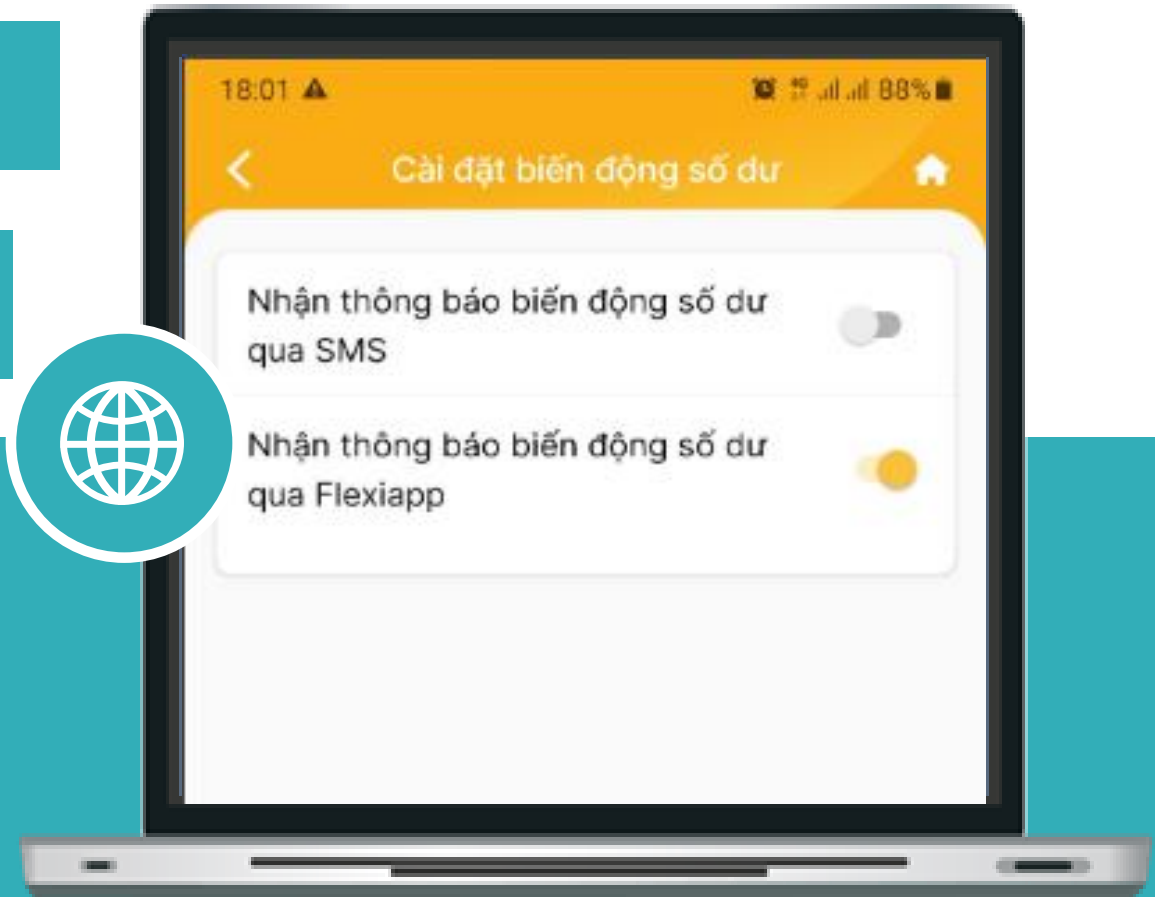 18:01
88%
Cài đặt biến động số dư
Nhận thông báo biến động số dư
qua SMS
Nhận thông báo biến động số dư
qua Flexiapp